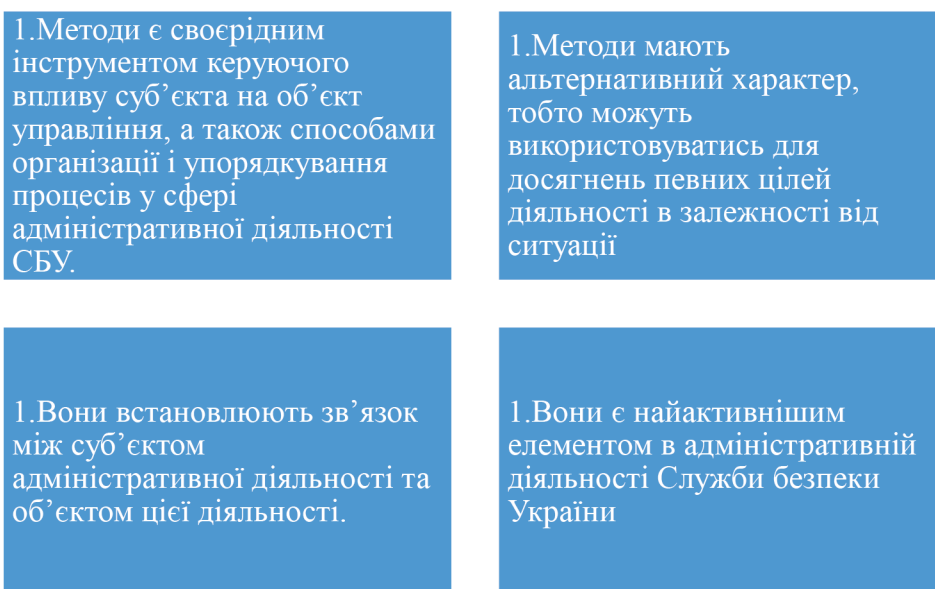 1.Методи є своєрідним
інструментом керуючого
впливу суб’єкта на об’єкт
управління, а також способами
організації і упорядкування
процесів у сфері
адміністративної діяльності
СБУ.
1.Методи мають
альтернативний характер,
тобто можуть
використовуватись для
досягнень певних цілей
діяльності в залежності від
ситуації
1.Вони встановлюють зв’язок
між суб’єктом
адміністративної діяльності та
об’єктом цієї діяльності.
1.Вони є найактивнішим
елементом в адміністративній
діяльності Служби безпеки
України